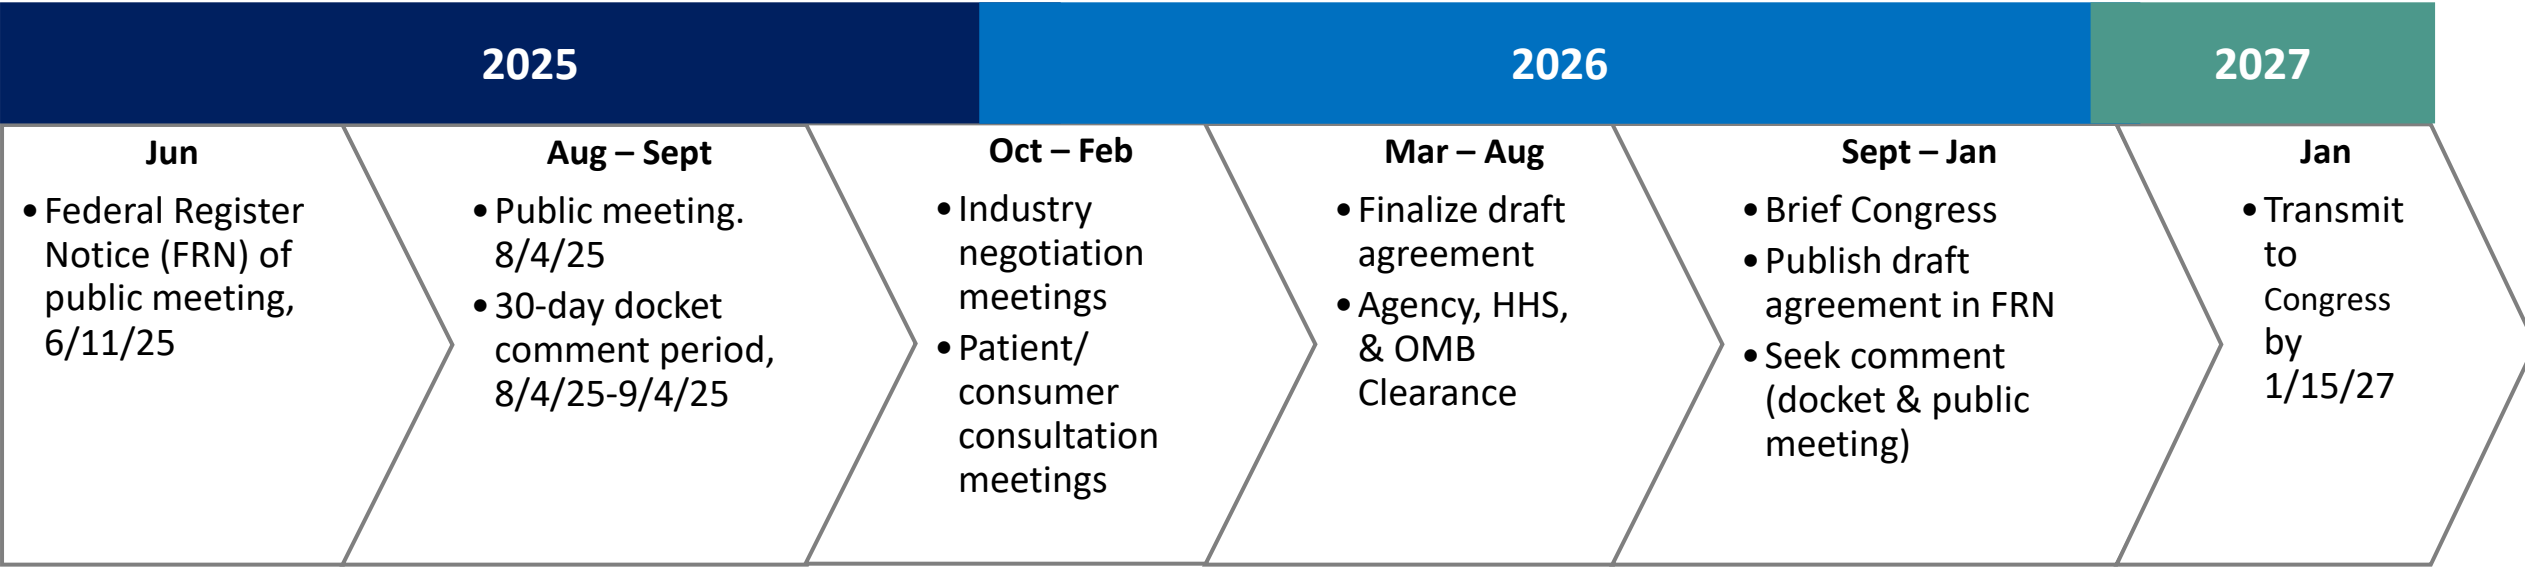 2025
2026
2027
Jun
• Federal Register
Notice (FRN) of
public meeting,
6/11/25
Aug – Sept
• Public meeting.
8/4/25
• 30-day docket
comment period,
8/4/25-9/4/25
Oct – Feb
• Industry
negotiation
meetings
• Patient/
consumer
consultation
meetings
Mar – Aug
• Finalize draft
agreement
• Agency, HHS,
& OMB
Clearance
Sept – Jan
• Brief Congress
• Publish draft
agreement in FRN
• Seek comment
(docket & public
meeting)
Jan
• Transmit
to
Congress
by
1/15/27